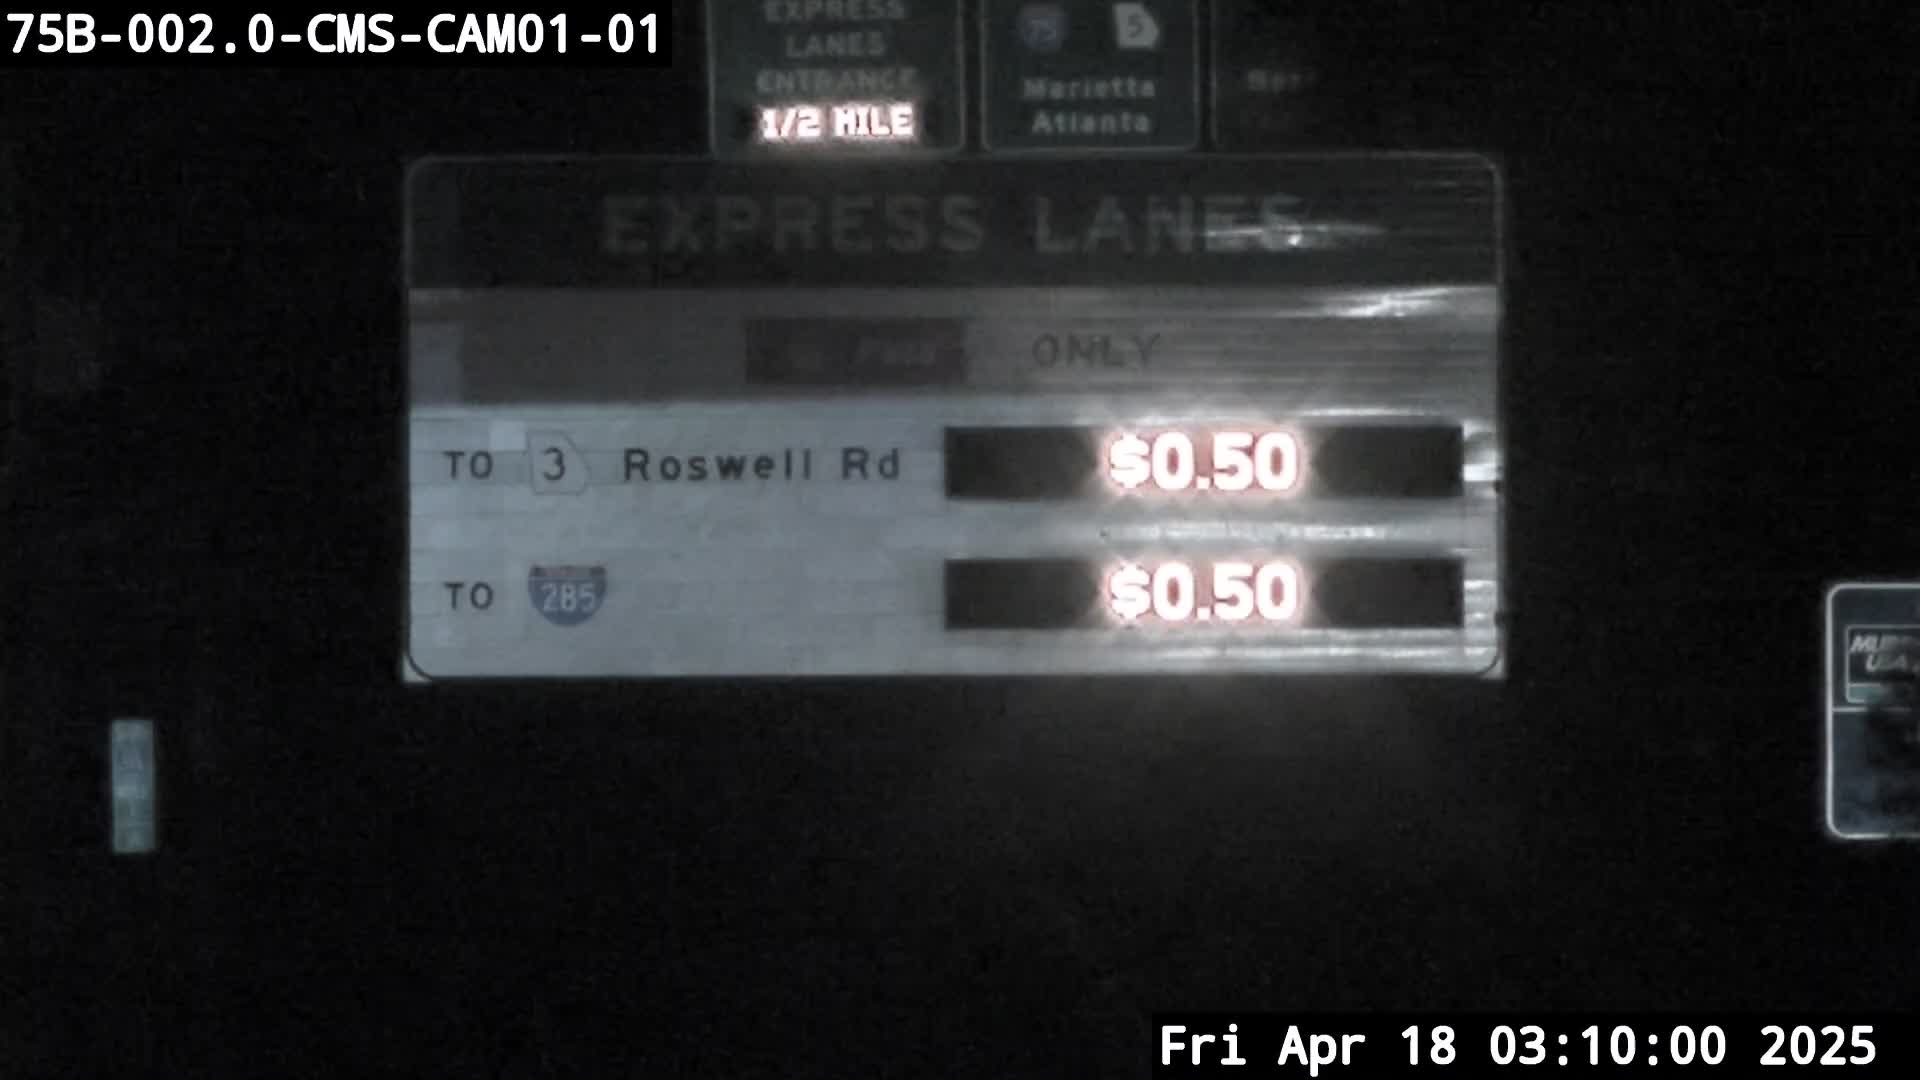 75B-002.0-CMS-CAM01-01
EXPRESS
LANES
ENTRANCE
1/2 MILE
75 5
Marietta
Atlanta
EXPRESS LANES
ONLY
TO 3 Roswell Rd $0.50
TO 285 $0.50
USA
Fri Apr 18 03:10:00 2025